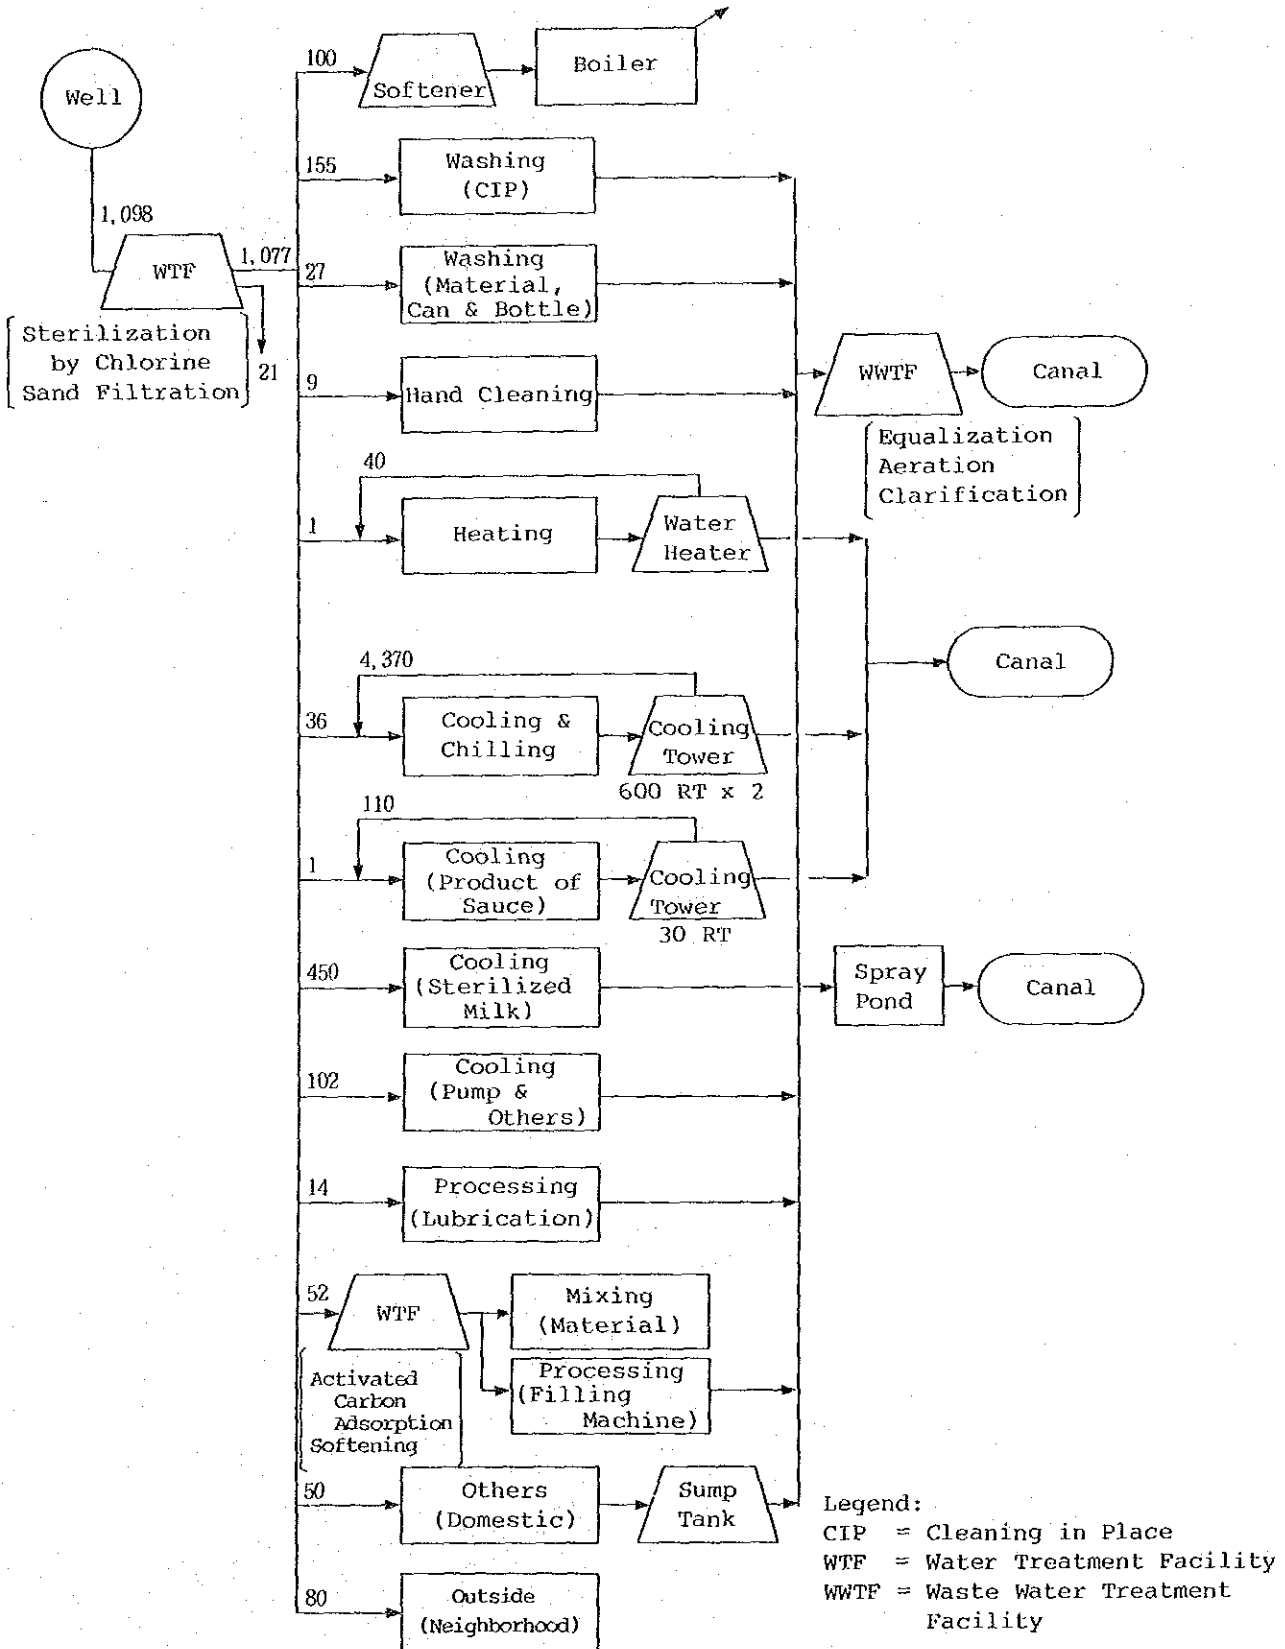 Well
1,098
WTF
1,077
21
Sterilization
by Chlorine
Sand Filtration
100
Softener
Boiler
155
Washing
(CIP)
27
Washing
(Material,
Can & Bottle)
9
Hand Cleaning
WWTF
Canal
Equalization
Aeration
Clarification
40
1
Heating
Water
Heater
Canal
4,370
36
Cooling &
Chilling
Cooling
Tower
600 RT x 2
110
1
Cooling
(Product of
Sauce)
Cooling
Tower
30 RT
450
Cooling
(Sterilized
Milk)
Spray
Pond
Canal
102
Cooling
(Pump &
Others)
14
Processing
(Lubrication)
52
WTF
Mixing
(Material)
Activated
Carbon
Adsorption
Softening
Processing
(Filling
Machine)
50
Others
(Domestic)
Sump
Tank
80
Outside
(Neighborhood)
Legend:
CIP = Cleaning in Place
WTF = Water Treatment Facility
WWTF = Waste Water Treatment
Facility